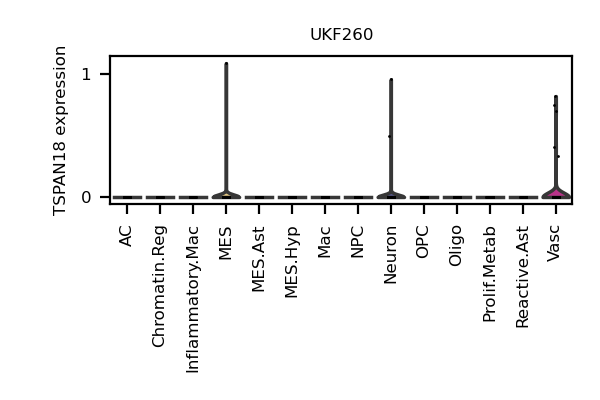 UKF260
TSPAN18 expression
1
0
AC
Chromatin.Reg
Inflammatory.Mac
MES
MES.Ast
MES.Hyp
Mac
NPC
Neuron
OPC
Oligo
Prolif.Metab
Reactive.Ast
Vasc